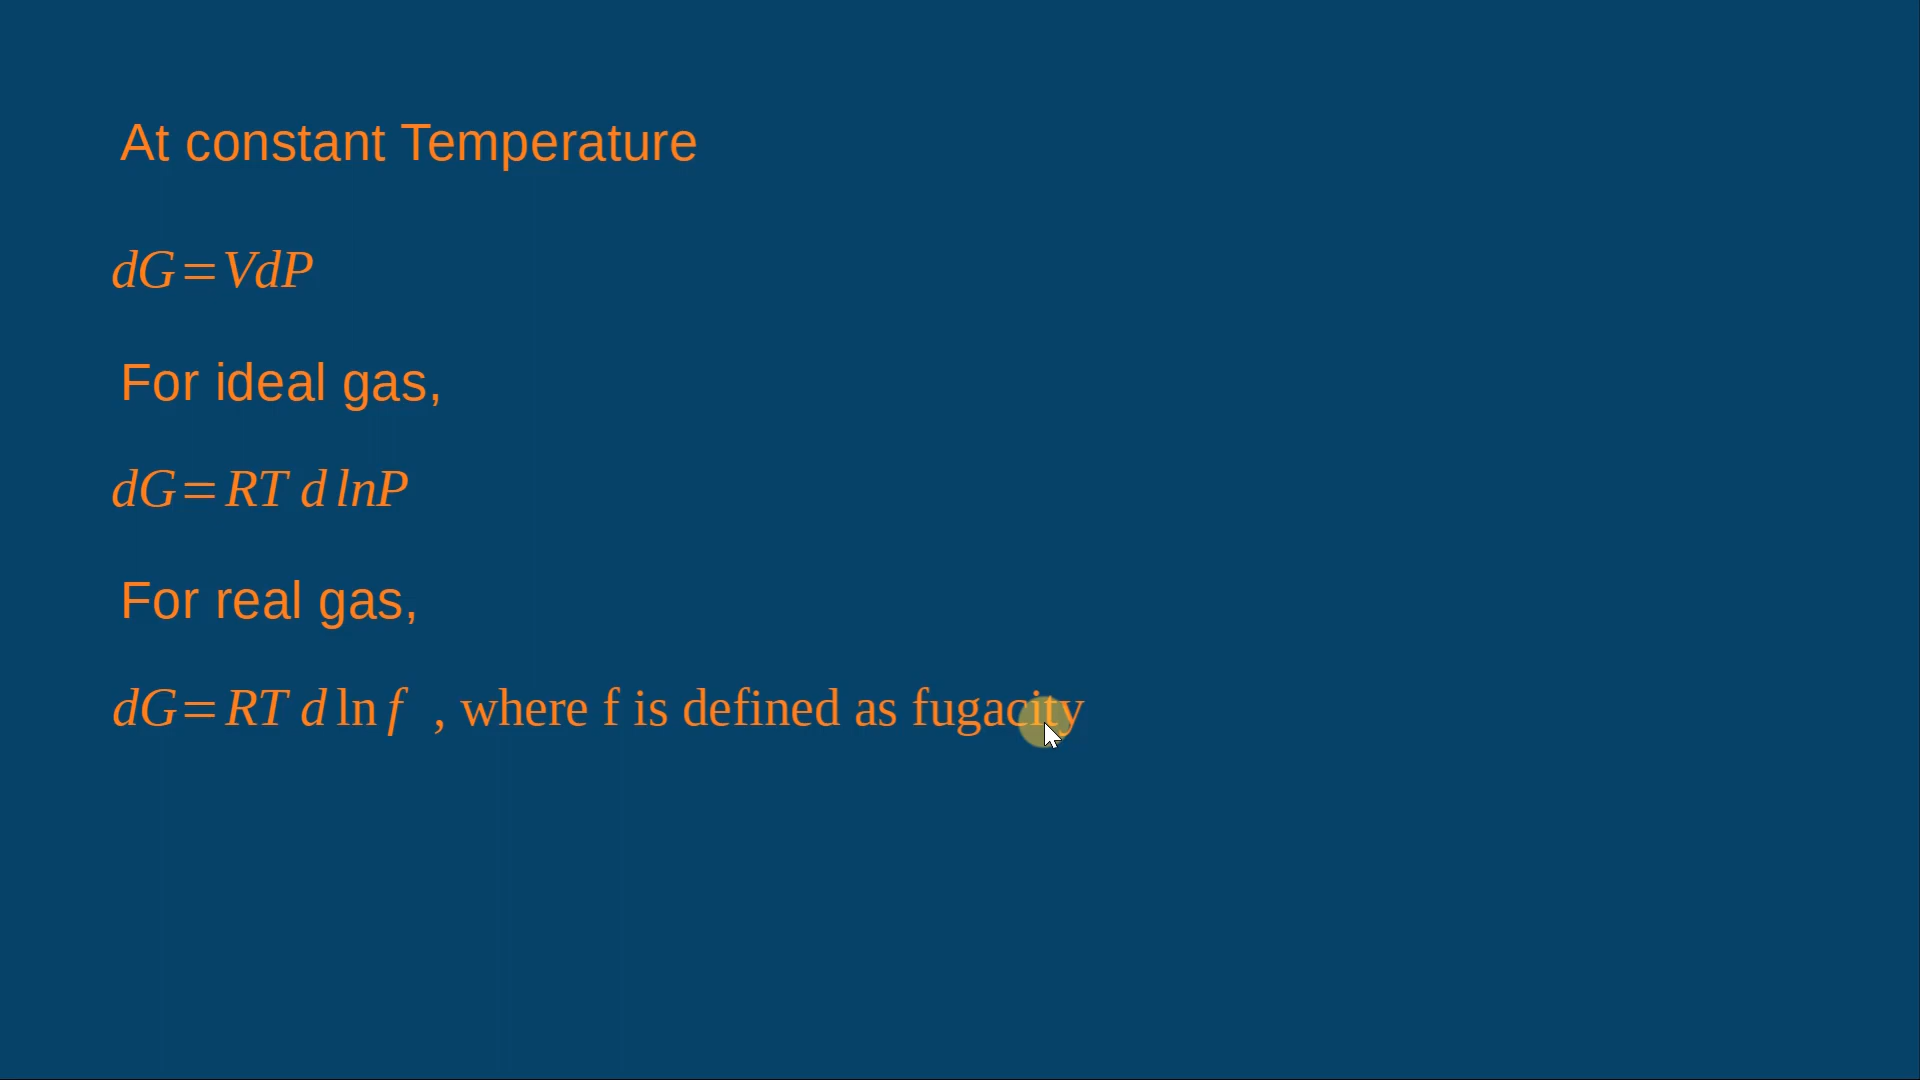 At constant Temperature
dG=VdP
For ideal gas,
dG=RT d lnP
For real gas,
dG=RT d ln f , where f is defined as fugacity